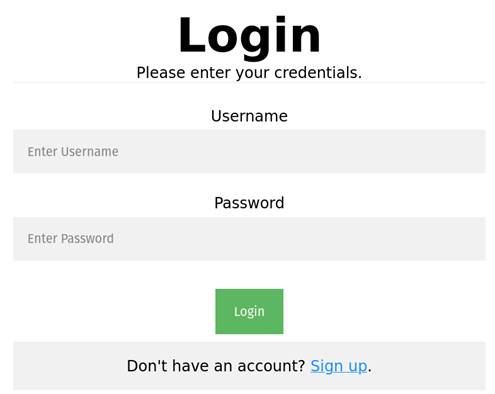 Login
Please enter your credentials.
Username
Enter Username
Password
Enter Password
Login
Don't have an account? Sign up.